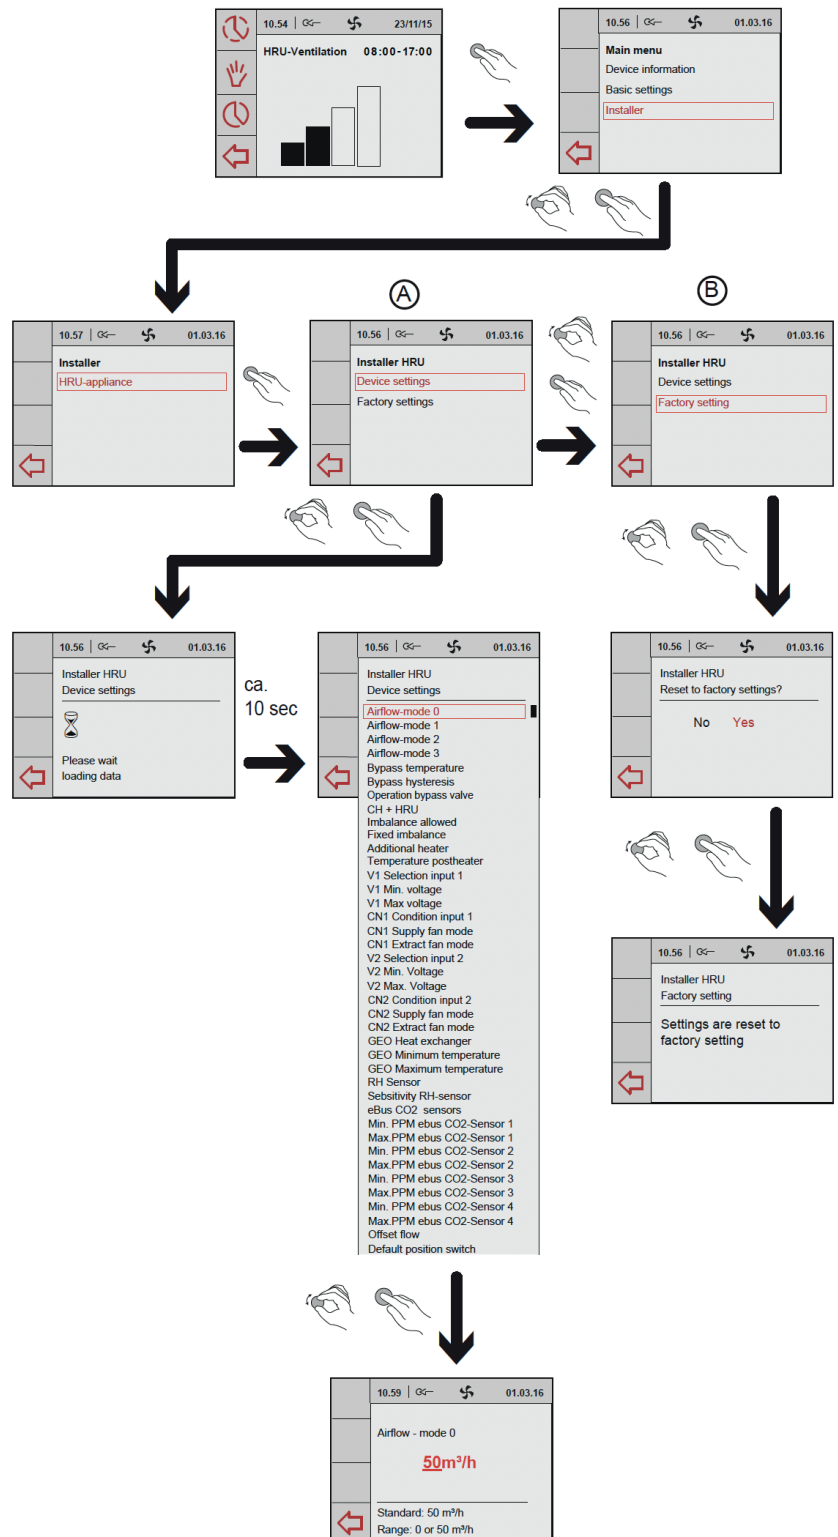 10.54 23/11/15
HRU-Ventilation 08:00-17:00
10.56 01.03.16
Main menu
Device information
Basic settings
Installer
10.57 01.03.16
Installer
HRU-appliance
A
10.56 01.03.16
Installer HRU
Device settings
Factory settings
B
10.56 01.03.16
Installer HRU
Device settings
Factory setting
10.56 01.03.16
Installer HRU
Device settings
Please wait
loading data
ca.
10 sec
10.56 01.03.16
Installer HRU
Device settings
Airflow-mode 0
Airflow-mode 1
Airflow-mode 2
Airflow-mode 3
Bypass temperature
Bypass hysteresis
Operation bypass valve
CH + HRU
Imbalance allowed
Fixed imbalance
Additional heater
Temperature postheater
V1 Selection input 1
V1 Min. voltage
V1 Max voltage
CN1 Condition input 1
CN1 Supply fan mode
CN1 Extract fan mode
V2 Selection input 2
V2 Min. Voltage
V2 Max. Voltage
CN2 Condition input 2
CN2 Supply fan mode
CN2 Extract fan mode
GEO Heat exchanger
GEO Minimum temperature
GEO Maximum temperature
RH Sensor
Sebsitivity RH-sensor
eBus CO2 sensors
Min. PPM ebus CO2-Sensor 1
Max.PPM ebus CO2-Sensor 1
Min. PPM ebus CO2-Sensor 2
Max.PPM ebus CO2-Sensor 2
Min. PPM ebus CO2-Sensor 3
Max.PPM ebus CO2-Sensor 3
Min. PPM ebus CO2-Sensor 4
Max.PPM ebus CO2-Sensor 4
Offset flow
Default position switch
10.56 01.03.16
Installer HRU
Reset to factory settings?
No Yes
10.56 01.03.16
Installer HRU
Factory setting
Settings are reset to
factory setting
10.59 01.03.16
Airflow - mode 0
50m³/h
Standard: 50 m³/h
Range: 0 or 50 m³/h